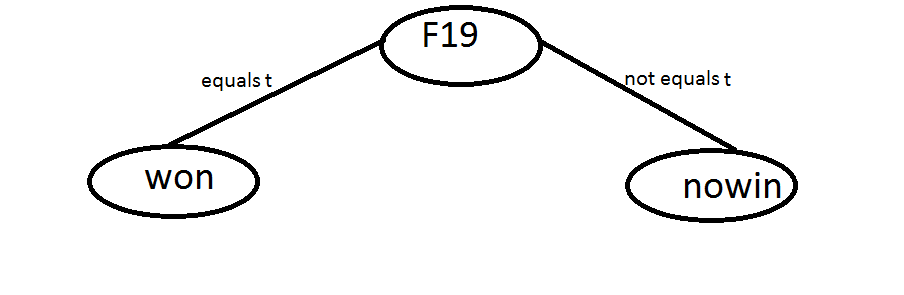 F19
equals t
not equals t
won
nowin